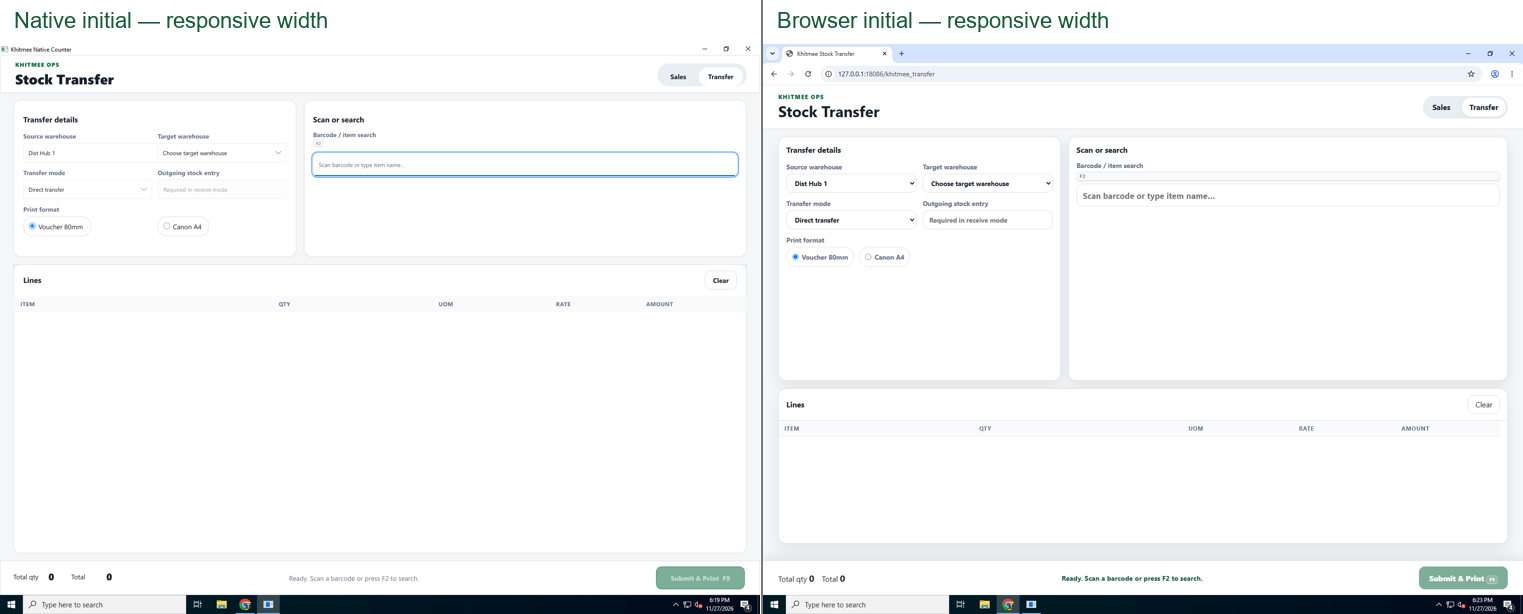 Native initial — responsive width
Khitmee Native Counter
KHITMEE OPS
Stock Transfer
Sales
Transfer
Transfer details
Source warehouse
Target warehouse
Dist Hub 1
Choose target warehouse
Transfer mode
Outgoing stock entry
Direct transfer
Required in receive mode
Print format
Voucher 80mm
Canon A4
Scan or search
Barcode / item search
F2
Scan barcode or type item name...
Lines
Clear
ITEM QTY UOM RATE AMOUNT
Total qty 0 Total 0
Ready. Scan a barcode or press F2 to search.
Submit & Print F9
Type here to search
6:19 PM
11/27/2026
4
Browser initial — responsive width
Khitmee Stock Transfer
127.0.0.1:18086/khitmee_transfer
KHITMEE OPS
Stock Transfer
Sales
Transfer
Transfer details
Source warehouse
Target warehouse
Dist Hub 1
Choose target warehouse
Transfer mode
Outgoing stock entry
Direct transfer
Required in receive mode
Print format
Voucher 80mm
Canon A4
Scan or search
Barcode / item search
F2
Scan barcode or type item name...
Lines
Clear
ITEM QTY UOM RATE AMOUNT
Total qty 0 Total 0
Ready. Scan a barcode or press F2 to search.
Submit & Print F9
Type here to search
6:23 PM
11/27/2026
4